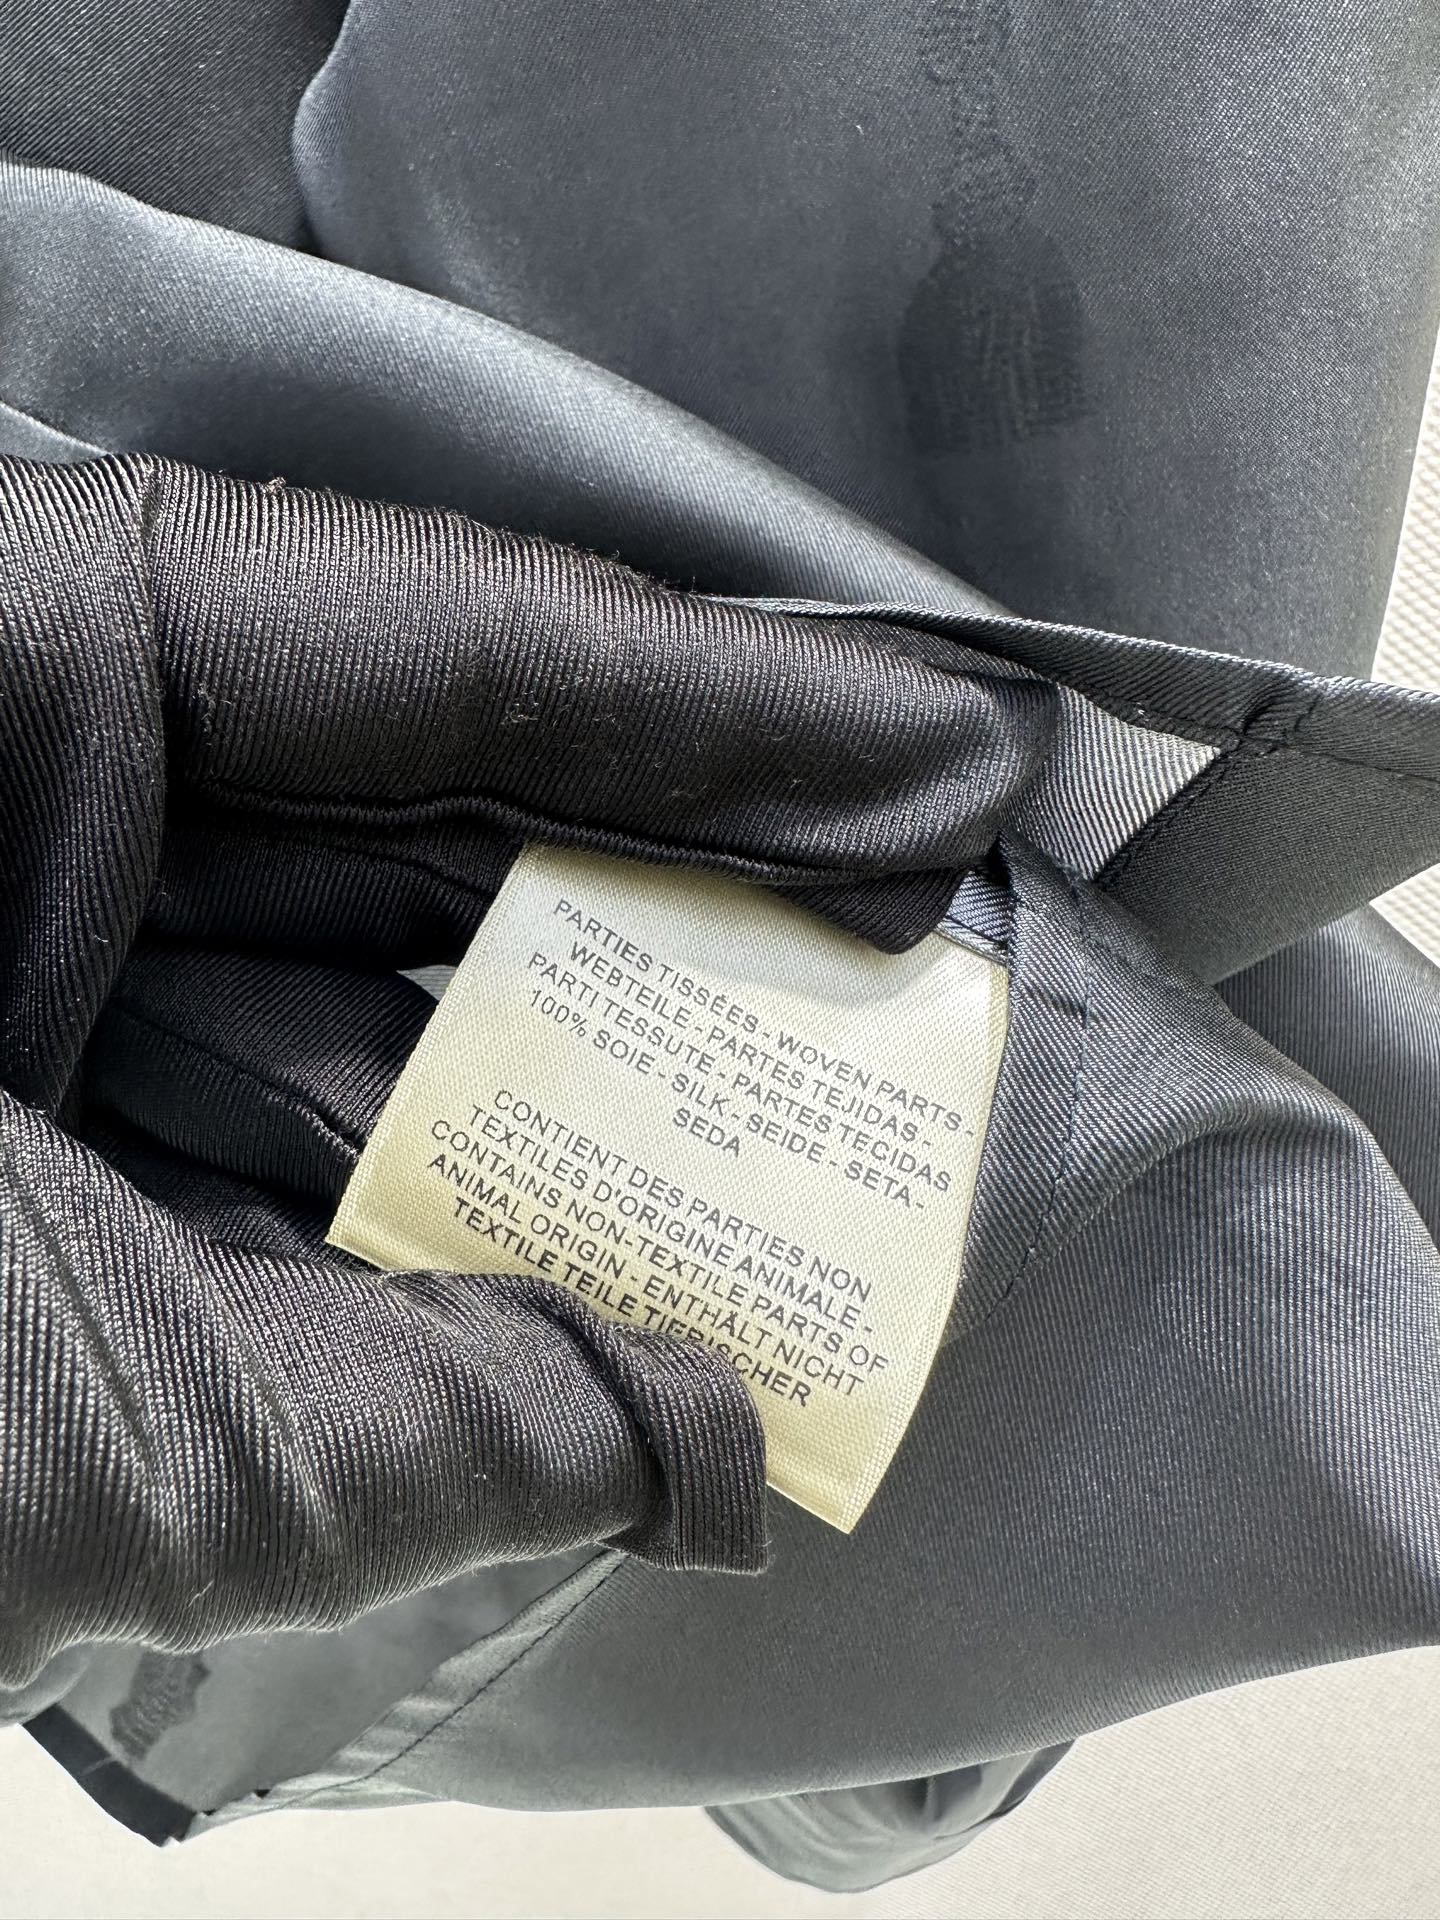 PARTIES TISSÉES - WOVEN PARTS -
WEBTEILE - PARTES TEJIDAS -
PARTI TESSUTE - PARTES TECIDAS
100% SOIE - SILK - SEIDE - SETA -
SEDA
CONTIENT DES PARTIES NON
TEXTILES D'ORIGINE ANIMALE -
CONTAINS NON-TEXTILE PARTS OF
ANIMAL ORIGIN - ENTHÄLT NICHT
TEXTILE TEILE TIERISCHER